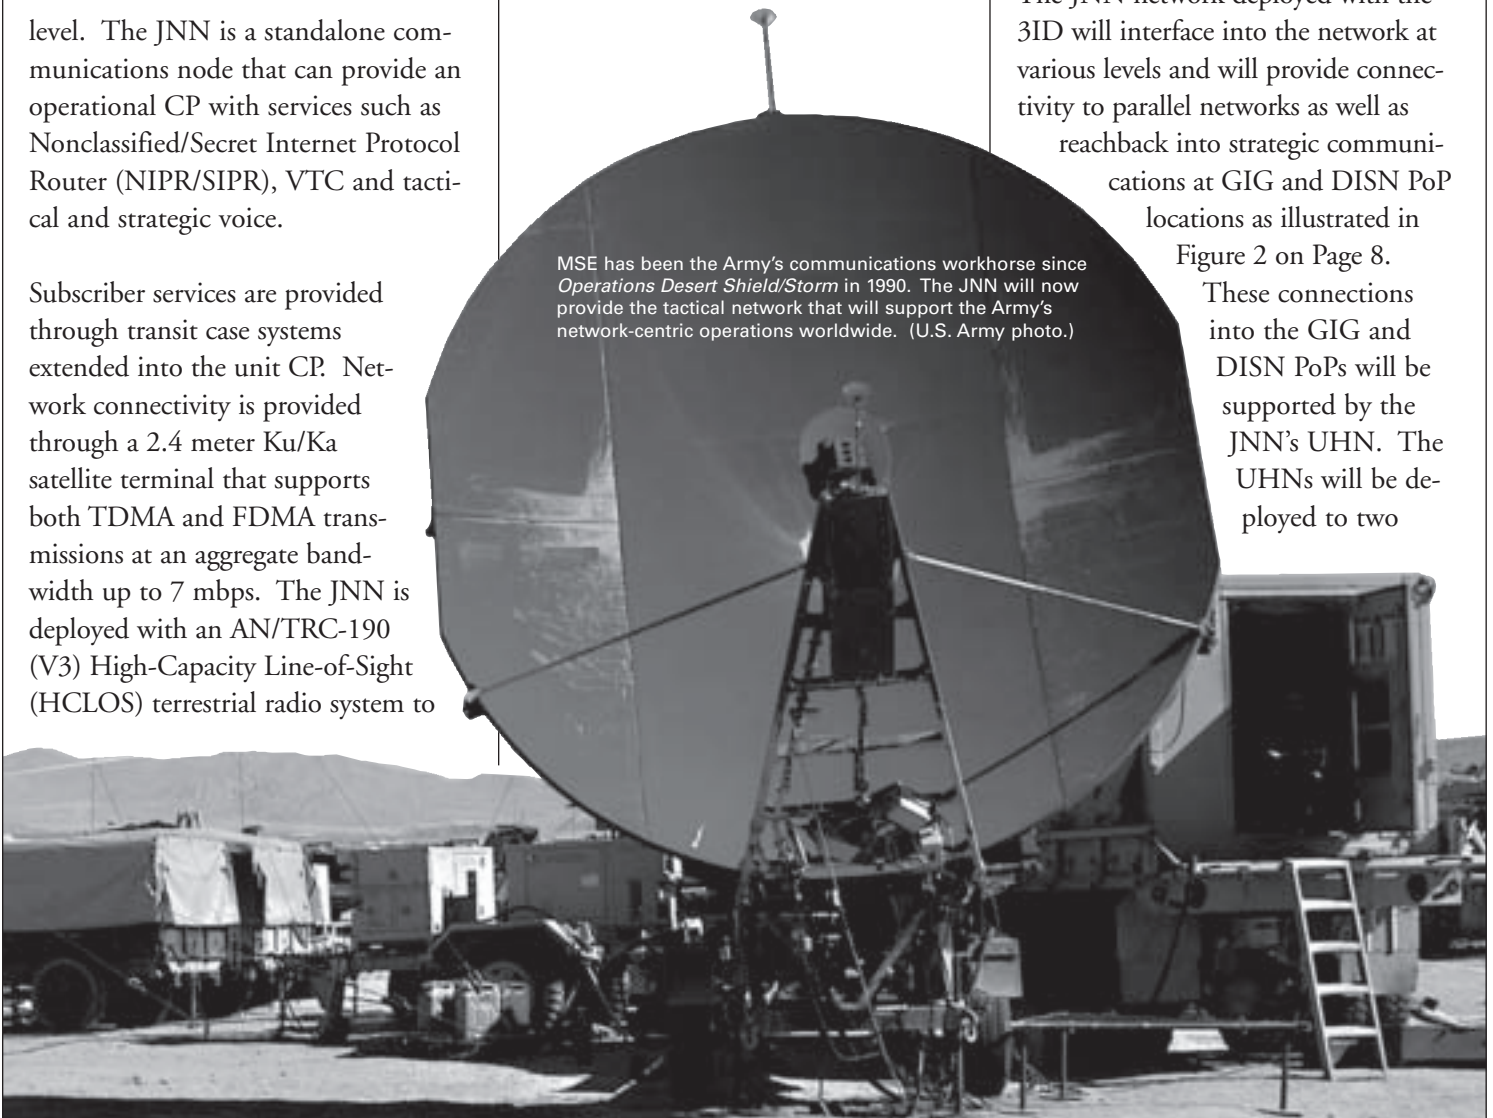 level. The JNN is a standalone com-
munications node that can provide an
operational CP with services such as
Nonclassified/Secret Internet Protocol
Router (NIPR/SIPR), VTC and tacti-
cal and strategic voice.
Subscriber services are provided
through transit case systems
extended into the unit CP. Net-
work connectivity is provided
through a 2.4 meter Ku/Ka
satellite terminal that supports
both TDMA and FDMA trans-
missions at an aggregate band-
width up to 7 mbps. The JNN is
deployed with an AN/TRC-190
(V3) High-Capacity Line-of-Sight
(HCLOS) terrestrial radio system to
MSE has been the Army's communications workhorse since
Operations Desert Shield/Storm in 1990. The JNN will now
provide the tactical network that will support the Army's
network-centric operations worldwide. (U.S. Army photo.)
The JNN network deployed with the
3ID will interface into the network at
various levels and will provide connec-
tivity to parallel networks as well as
reachback into strategic communi-
cations at GIG and DISN PoP
locations as illustrated in
Figure 2 on Page 8.
These connections
into the GIG and
DISN PoPs will be
supported by the
JNN's UHN. The
UHNs will be de-
ployed to two